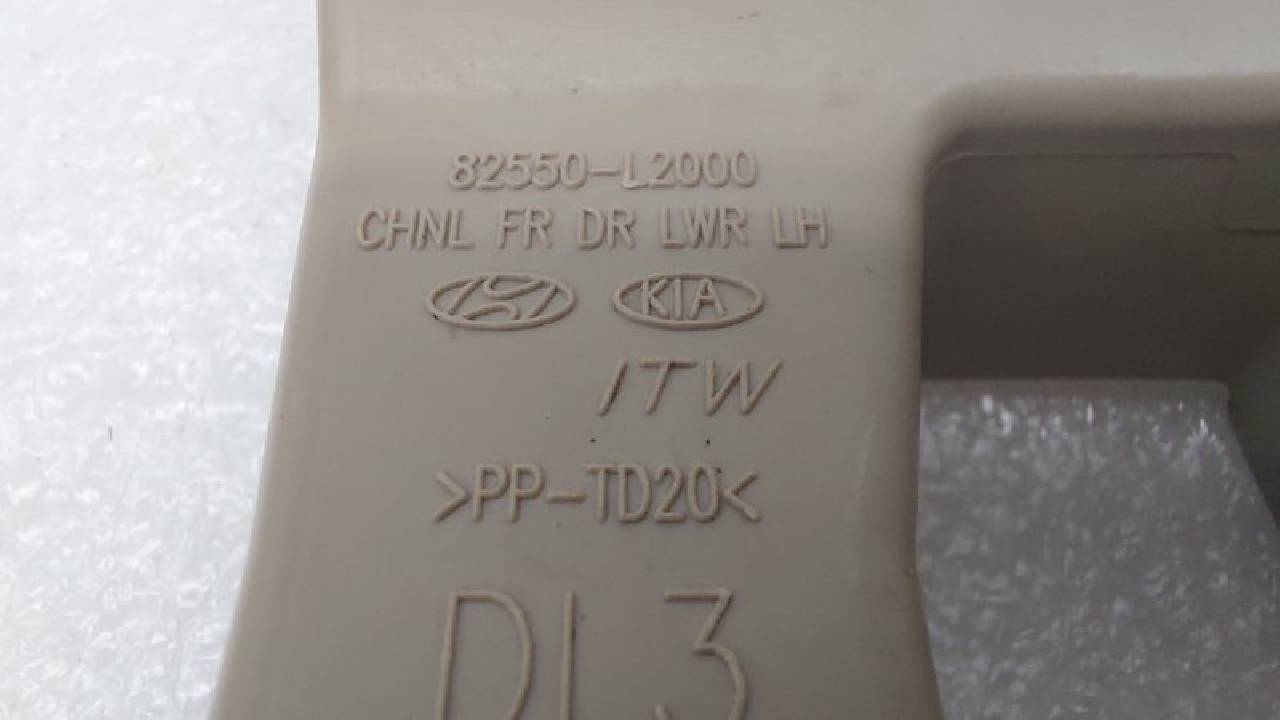 82550-L2000
CHNL FR DR LWR LH
KIA
ITW
>PP-TD20<
DL3